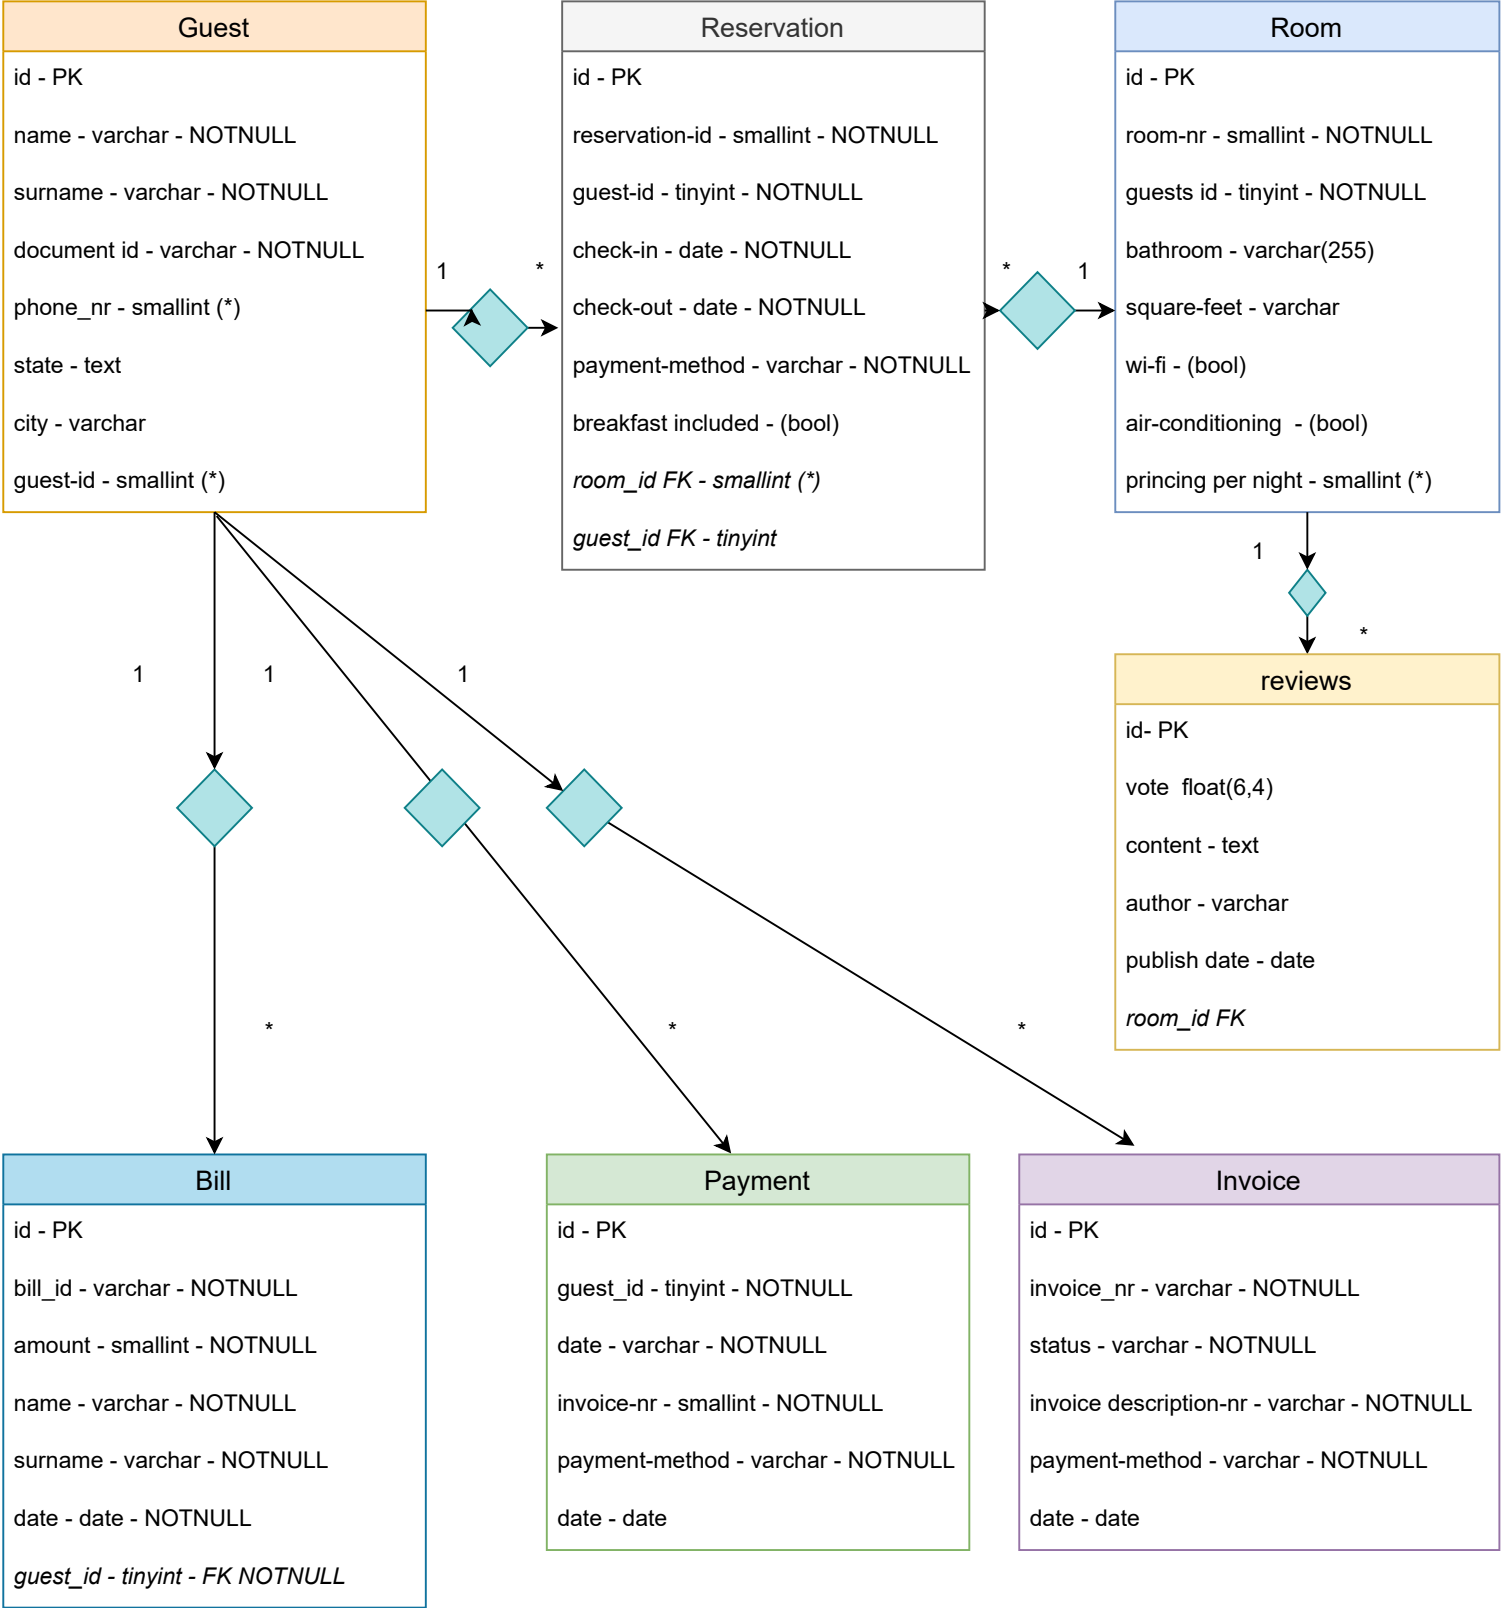 Guest
id - PK
name - varchar - NOTNULL
surname - varchar - NOTNULL
document id - varchar - NOTNULL
phone_nr - smallint (*)
state - text
city - varchar
guest-id - smallint (*)
1
*
Reservation
id - PK
reservation-id - smallint - NOTNULL
guest-id - tinyint - NOTNULL
check-in - date - NOTNULL
check-out - date - NOTNULL
payment-method - varchar - NOTNULL
breakfast included - (bool)
room_id FK - smallint (*)
guest_id FK - tinyint
*
1
Room
id - PK
room-nr - smallint - NOTNULL
guests id - tinyint - NOTNULL
bathroom - varchar(255)
square-feet - varchar
wi-fi - (bool)
air-conditioning  - (bool)
princing per night - smallint (*)
1
*
reviews
id- PK
vote  float(6,4)
content - text
author - varchar
publish date - date
room_id FK
1
1
1
*
*
*
Bill
id - PK
bill_id - varchar - NOTNULL
amount - smallint - NOTNULL
name - varchar - NOTNULL
surname - varchar - NOTNULL
date - date - NOTNULL
guest_id - tinyint - FK NOTNULL
Payment
id - PK
guest_id - tinyint - NOTNULL
date - varchar - NOTNULL
invoice-nr - smallint - NOTNULL
payment-method - varchar - NOTNULL
date - date
Invoice
id - PK
invoice_nr - varchar - NOTNULL
status - varchar - NOTNULL
invoice description-nr - varchar - NOTNULL
payment-method - varchar - NOTNULL
date - date